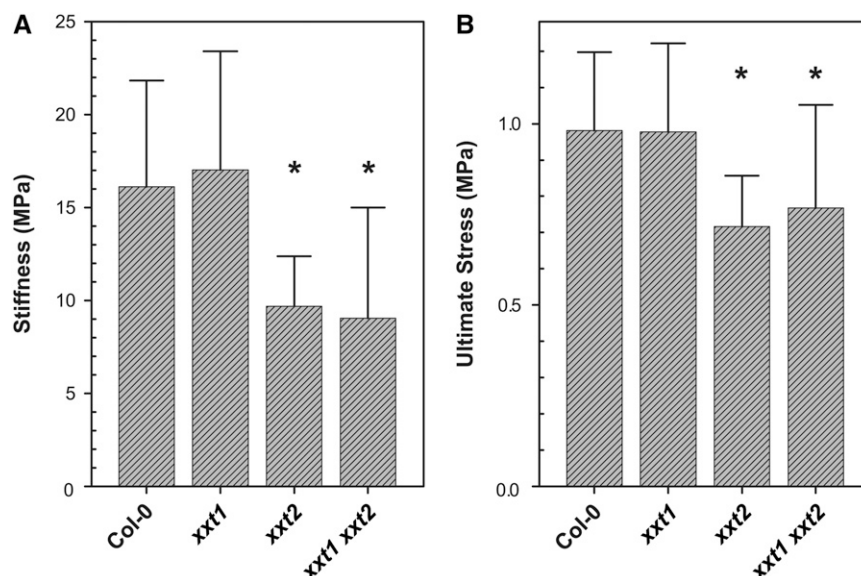 A
Stiffness (MPa)
25
20
15
10
5
0
*
*
Col-0
xxt1
xxt2
xxt1 xxt2
B
Ultimate Stress (MPa)
1.0
0.5
0.0
*
*
Col-0
xxt1
xxt2
xxt1 xxt2